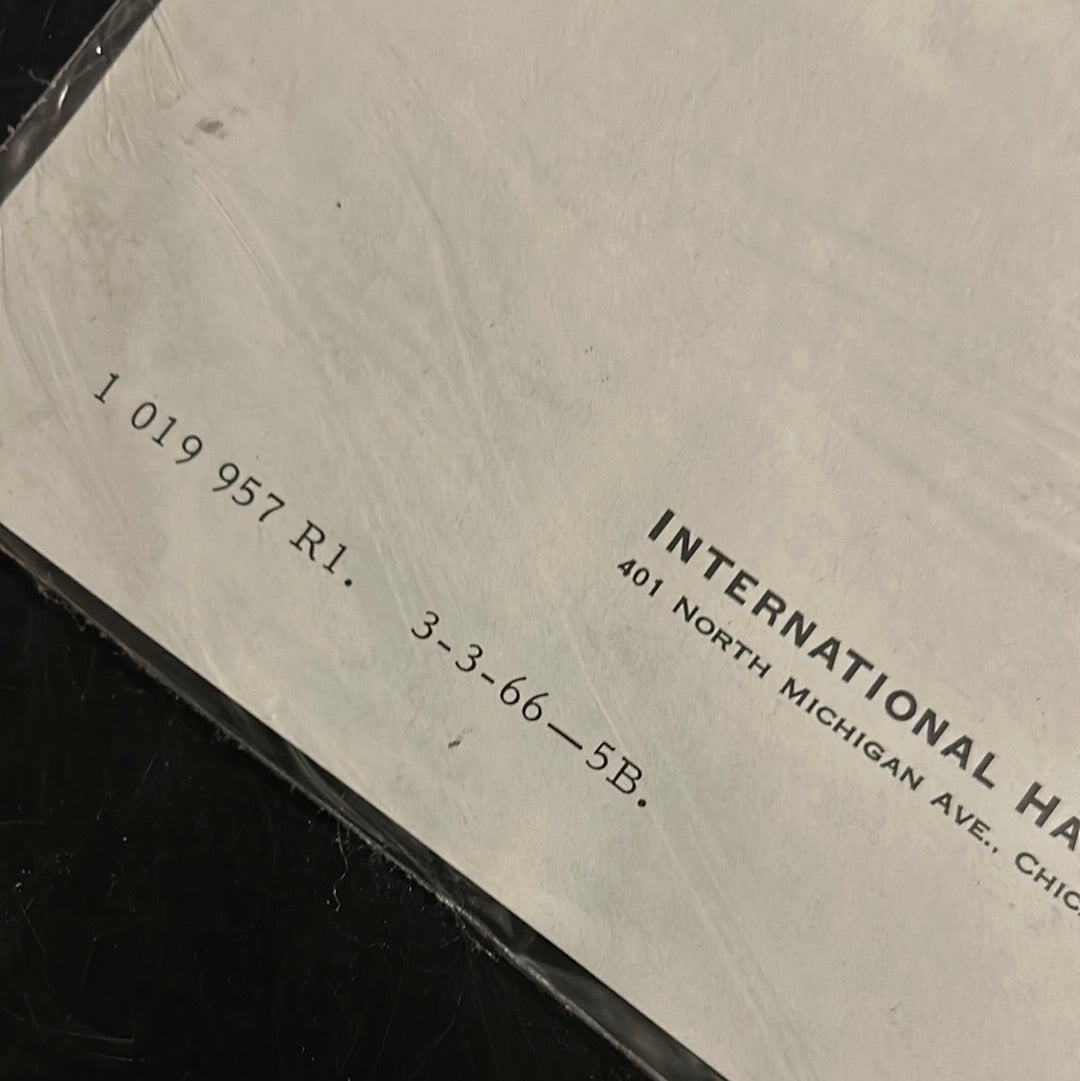 1 019 957 R1. 3-3-66—5B.
INTERNATIONAL HA
401 NORTH MICHIGAN AVE., CHIC